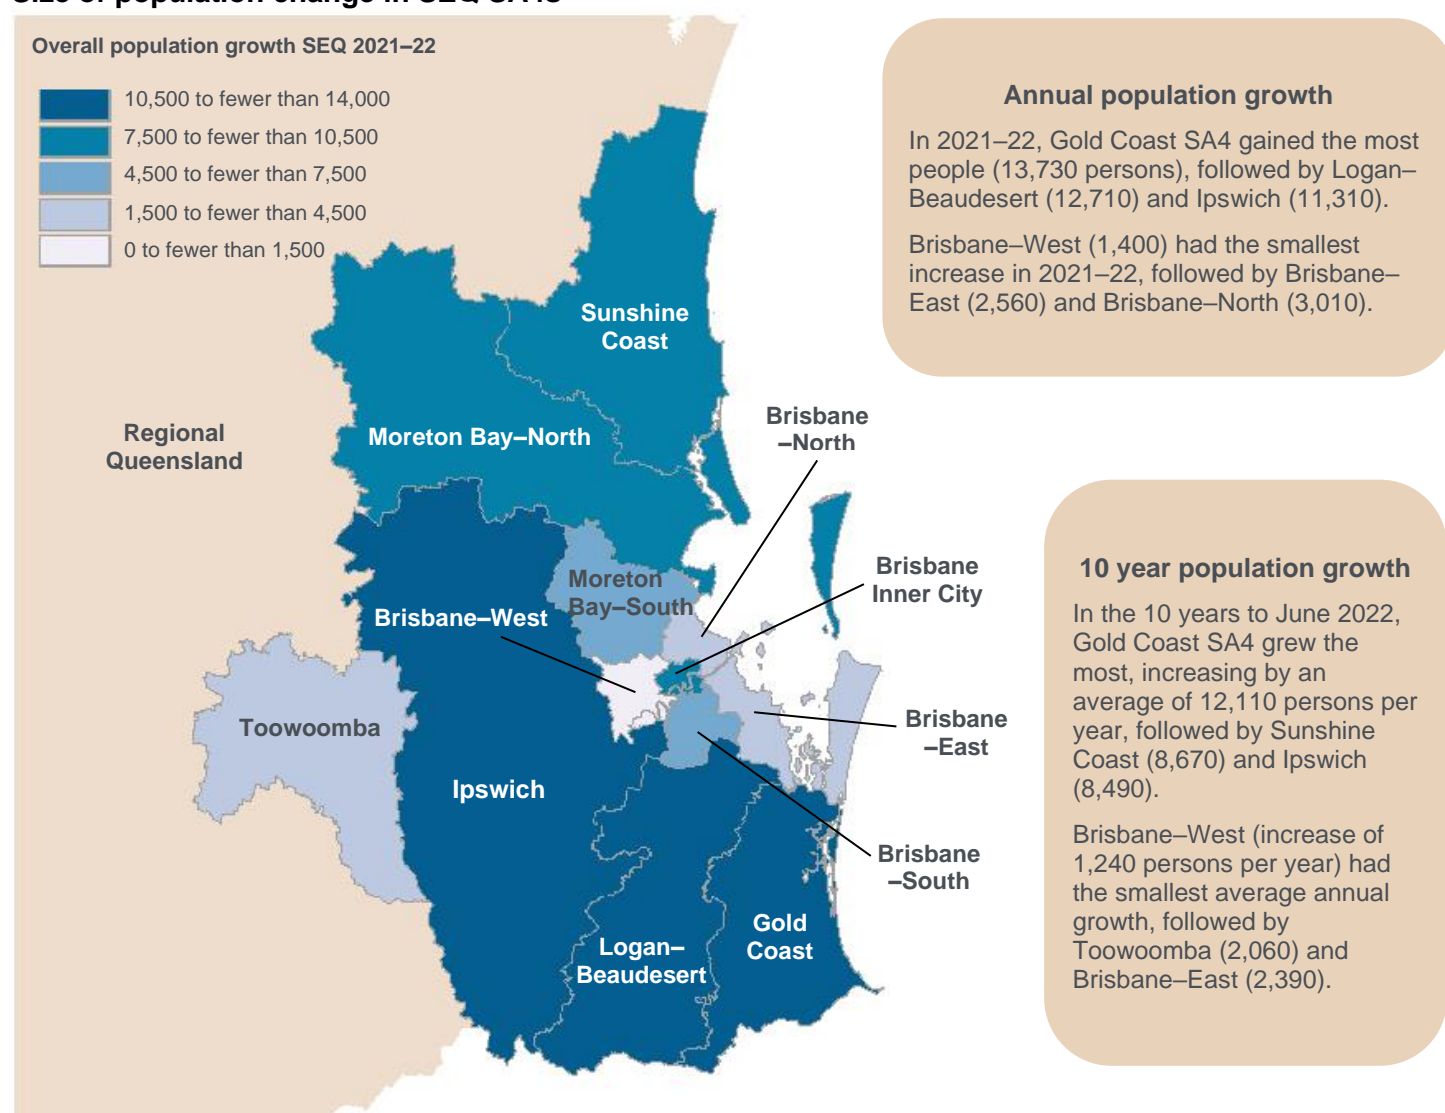 Size of population change in SEQ SA4s
Overall population growth SEQ 2021–22
10,500 to fewer than 14,000
7,500 to fewer than 10,500
4,500 to fewer than 7,500
1,500 to fewer than 4,500
0 to fewer than 1,500
Annual population growth
In 2021–22, Gold Coast SA4 gained the most
people (13,730 persons), followed by Logan–
Beaudesert (12,710) and Ipswich (11,310).
Brisbane–West (1,400) had the smallest
increase in 2021–22, followed by Brisbane–
East (2,560) and Brisbane–North (3,010).
Sunshine
Coast
Brisbane
–North
Regional
Queensland
Moreton Bay–North
Brisbane
Inner City
Moreton
Bay–South
Brisbane–West
Toowoomba
Brisbane
–East
Ipswich
Brisbane
–South
Gold
Coast
Logan–
Beaudesert
10 year population growth
In the 10 years to June 2022,
Gold Coast SA4 grew the
most, increasing by an
average of 12,110 persons per
year, followed by Sunshine
Coast (8,670) and Ipswich
(8,490).
Brisbane–West (increase of
1,240 persons per year) had
the smallest average annual
growth, followed by
Toowoomba (2,060) and
Brisbane–East (2,390).